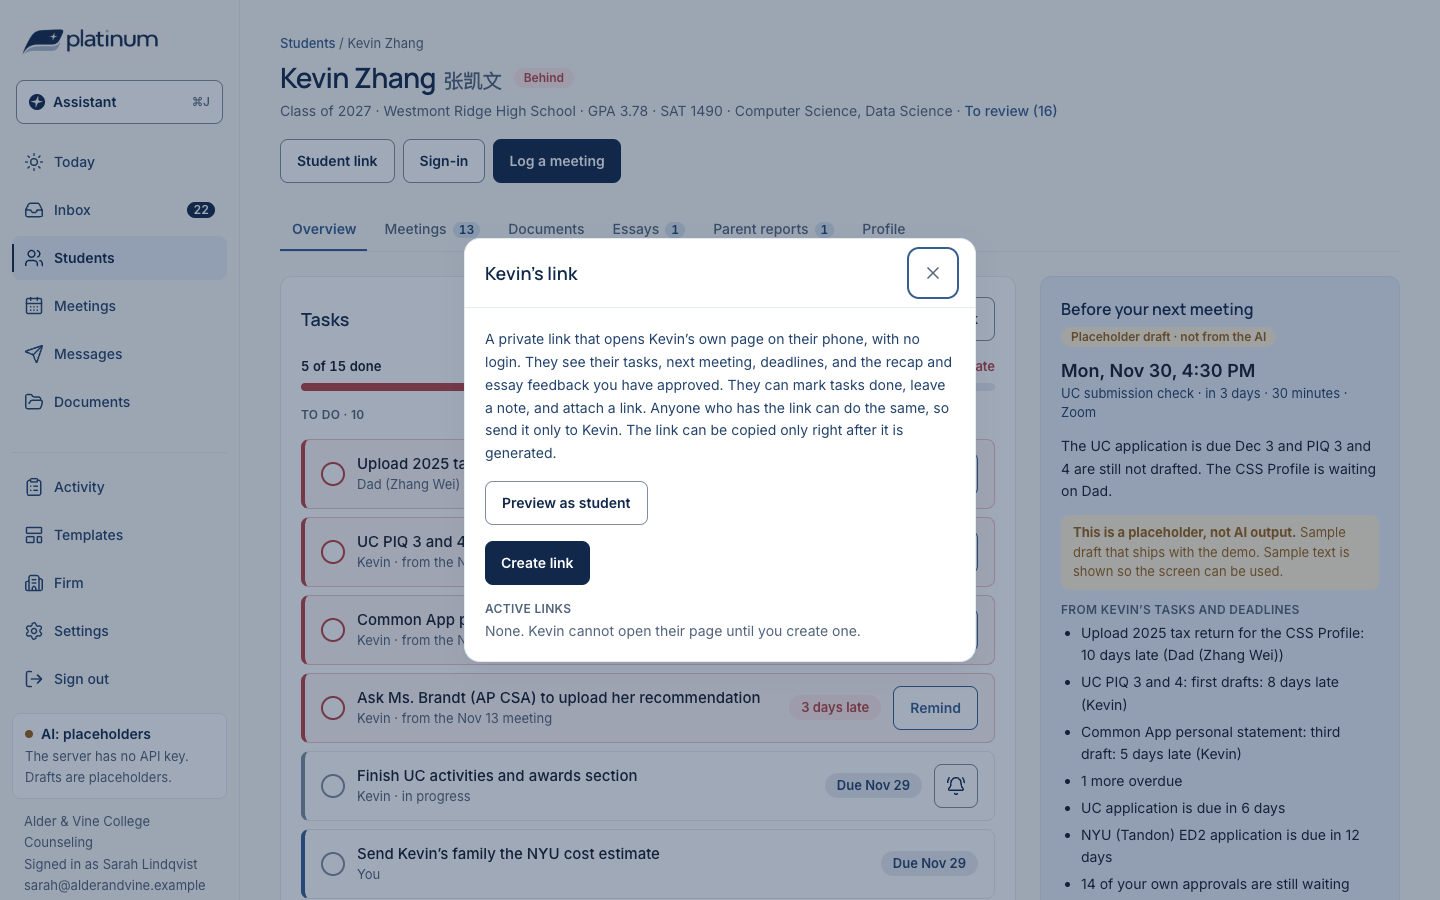 platinum
Assistant ⌘J
Today
Inbox 22
Students
Meetings
Messages
Documents
Activity
Templates
Firm
Settings
Sign out
AI: placeholders
The server has no API key.
Drafts are placeholders.
Alder & Vine College
Counseling
Signed in as Sarah Lindqvist
sarah@alderandvine.example
Students / Kevin Zhang
Kevin Zhang 张凯文 Behind
Class of 2027 · Westmont Ridge High School · GPA 3.78 · SAT 1490 · Computer Science, Data Science · To review (16)
Student link Sign-in Log a meeting
Overview Meetings 13 Documents Essays 1 Parent reports 1 Profile
Tasks
5 of 15 done
TO DO · 10
Upload 2025
Dad (Zhang Wei)
UC PIQ 3 and 4
Kevin · from the
Common App
Kevin · from the
Ask Ms. Brandt (AP CSA) to upload her recommendation
Kevin · from the Nov 13 meeting
3 days late Remind
Finish UC activities and awards section
Kevin · in progress
Due Nov 29
Send Kevin’s family the NYU cost estimate
You
Due Nov 29
Kevin’s link
A private link that opens Kevin’s own page on their phone, with no
login. They see their tasks, next meeting, deadlines, and the recap and
essay feedback you have approved. They can mark tasks done, leave
a note, and attach a link. Anyone who has the link can do the same, so
send it only to Kevin. The link can be copied only right after it is
generated.
Preview as student
Create link
ACTIVE LINKS
None. Kevin cannot open their page until you create one.
Before your next meeting
Placeholder draft · not from the AI
Mon, Nov 30, 4:30 PM
UC submission check · in 3 days · 30 minutes ·
Zoom
The UC application is due Dec 3 and PIQ 3 and
4 are still not drafted. The CSS Profile is waiting
on Dad.
This is a placeholder, not AI output. Sample
draft that ships with the demo. Sample text is
shown so the screen can be used.
FROM KEVIN’S TASKS AND DEADLINES
Upload 2025 tax return for the CSS Profile:
10 days late (Dad (Zhang Wei))
UC PIQ 3 and 4: first drafts: 8 days late
(Kevin)
Common App personal statement: third
draft: 5 days late (Kevin)
1 more overdue
UC application is due in 6 days
NYU (Tandon) ED2 application is due in 12
days
14 of your own approvals are still waiting